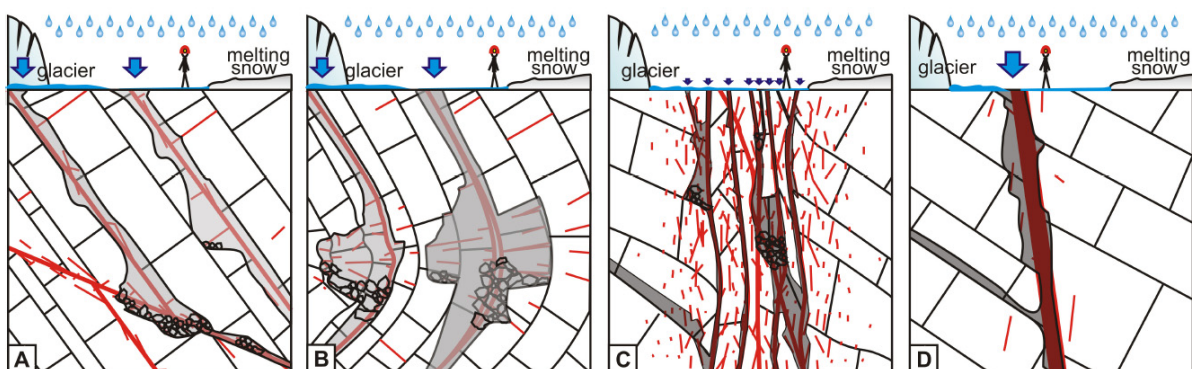 glacier
melting
snow
A
glacier
melting
snow
B
glacier
melting
snow
C
glacier
melting
snow
D